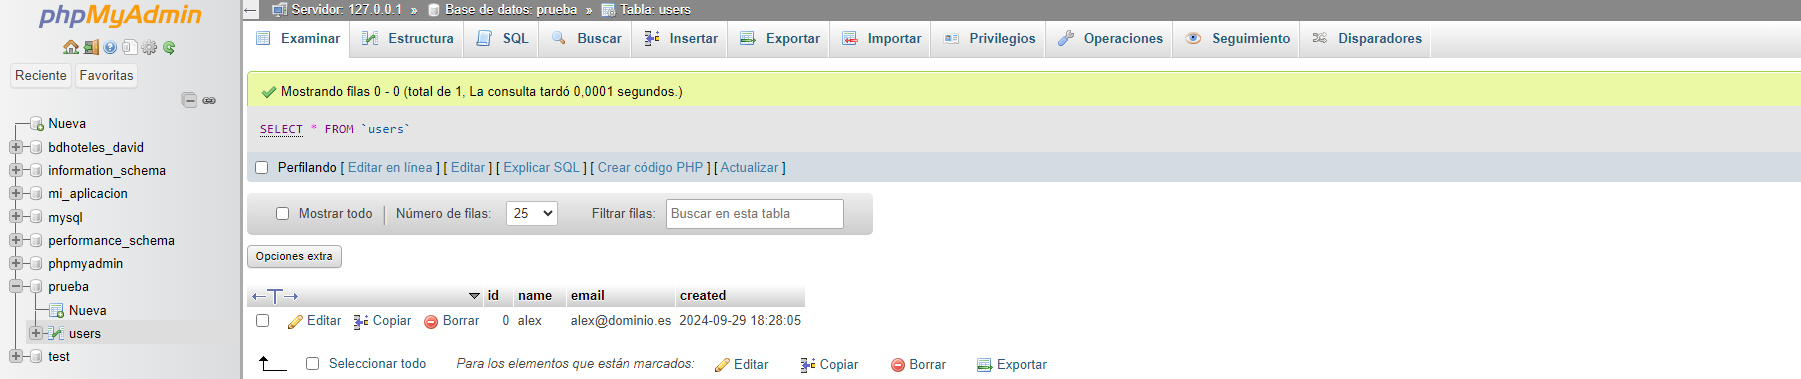 phpMyAdmin
Reciente Favoritas
Nueva
bdhoteles_david
information_schema
mi_aplicacion
mysql
performance_schema
phpmyadmin
prueba
Nueva
users
test
Servidor: 127.0.0.1 » Base de datos: prueba » Tabla: users
Examinar Estructura SQL Buscar Insertar Exportar Importar Privilegios Operaciones Seguimiento Disparadores
Mostrando filas 0 - 0 (total de 1, La consulta tardó 0,0001 segundos.)
SELECT * FROM `users`
Perfilando [ Editar en línea ] [ Editar ] [ Explicar SQL ] [ Crear código PHP ] [ Actualizar ]
Mostrar todo | Número de filas: 25 Filtrar filas: Buscar en esta tabla
Opciones extra
←T→ id name email created
Editar Copiar Borrar 0 alex alex@dominio.es 2024-09-29 18:28:05
Seleccionar todo Para los elementos que están marcados: Editar Copiar Borrar Exportar